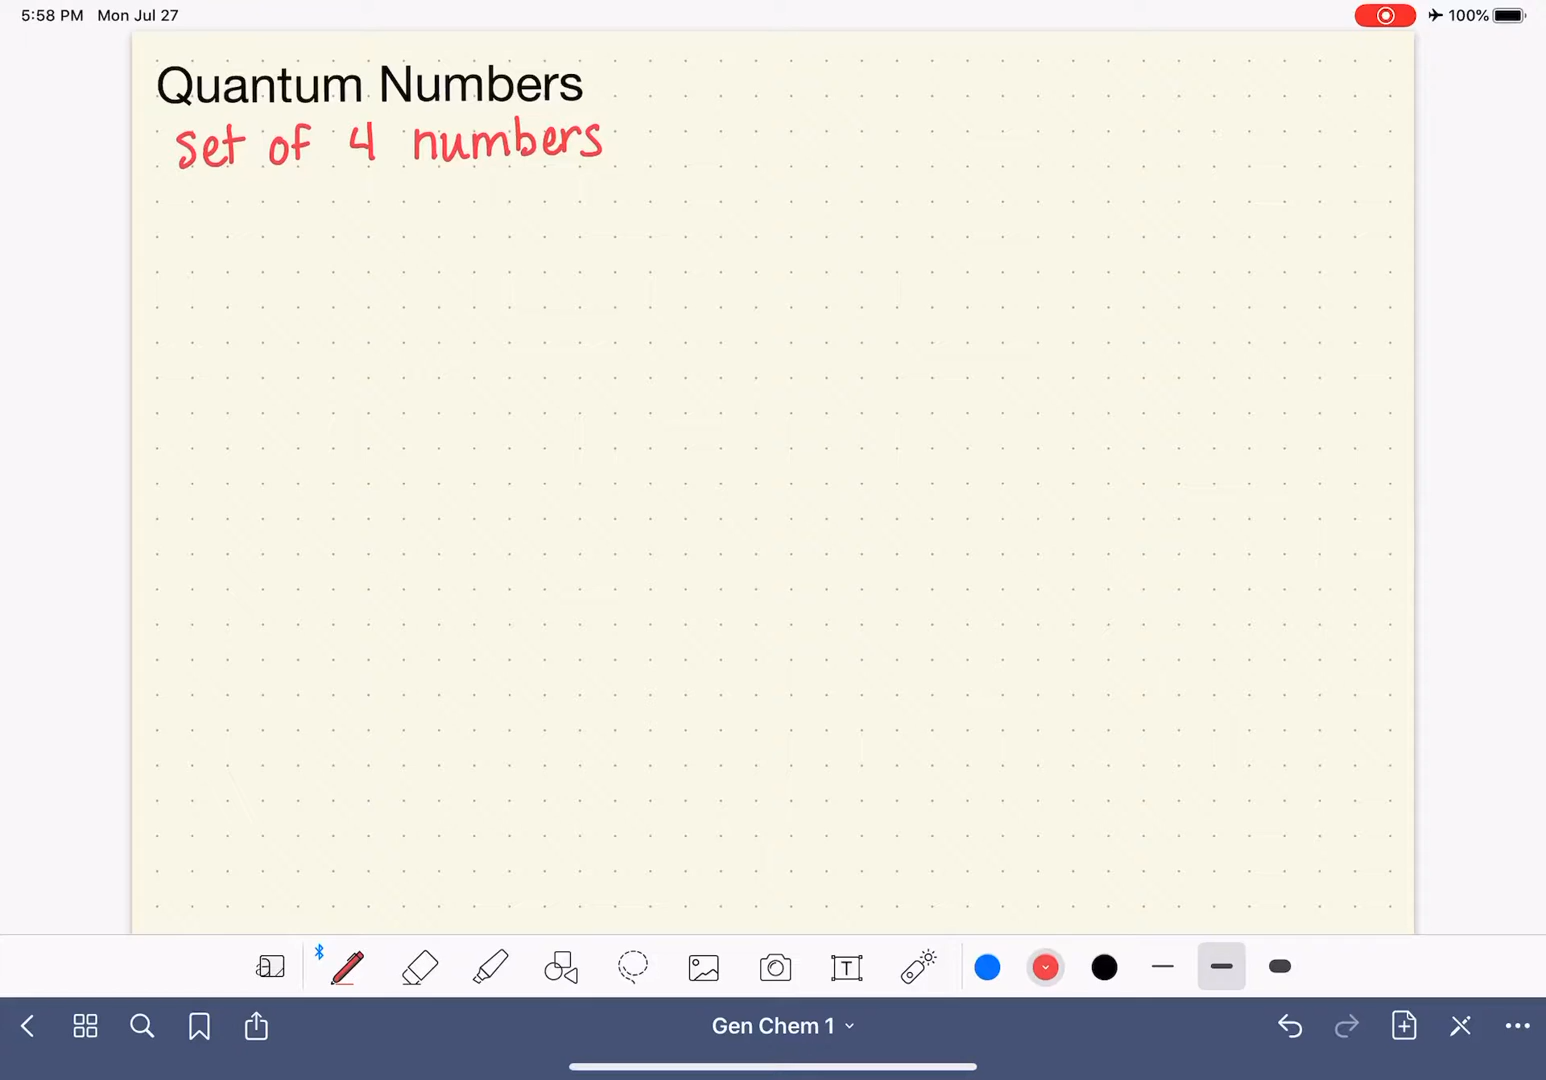 5:58 PM Mon Jul 27
100%
Quantum Numbers
set of 4 numbers
T
Gen Chem 1